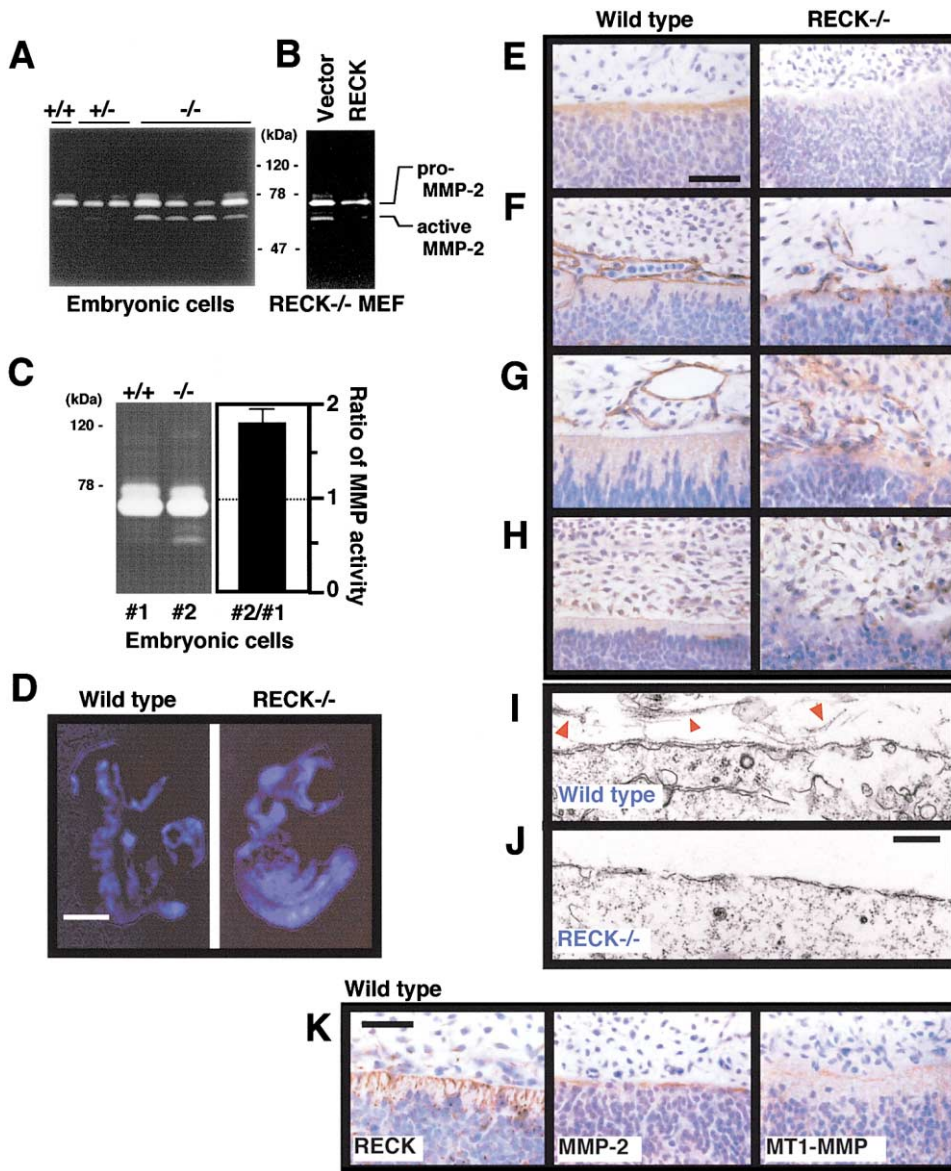 Wild type RECK-/-
A
+/+ +/- -/-
(kDa)
- 120 -
- 78 -
- 47 -
Embryonic cells
B
Vector
RECK
pro-
MMP-2
active
MMP-2
RECK-/- MEF
C
(kDa)
+/+ -/-
120 -
78 -
#1 #2
2
1
0
Ratio of MMP activity
#2/#1
Embryonic cells
D
Wild type RECK-/-
E
F
G
H
I
Wild type
J
RECK-/-
Wild type
K
RECK
MMP-2
MT1-MMP